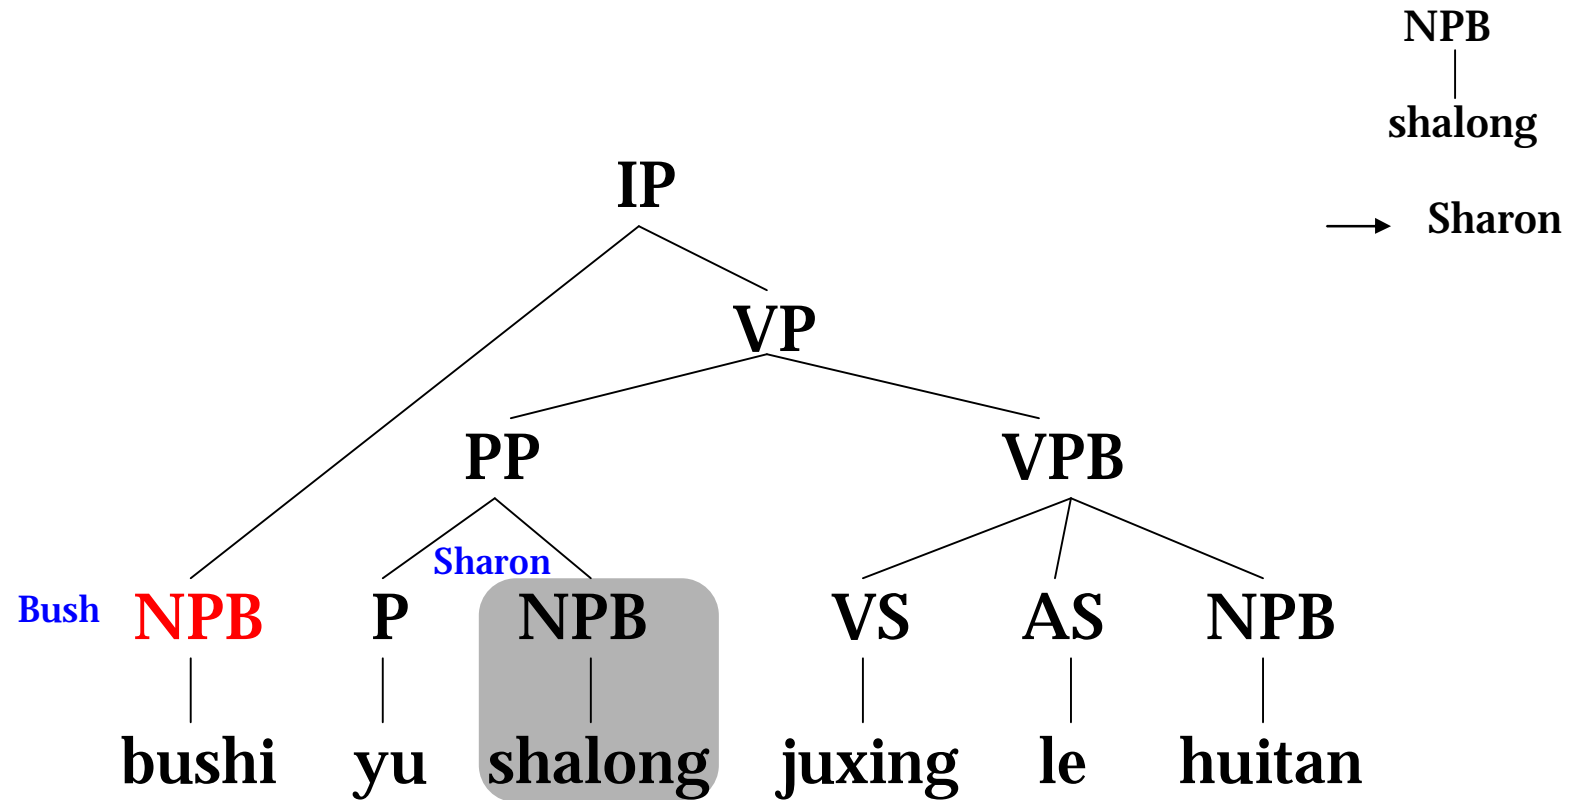 NPB
shalong
Sharon
IP
VP
PP VPB
Sharon
Bush NPB P NPB VS AS NPB
bushi yu shalong juxing le huitan